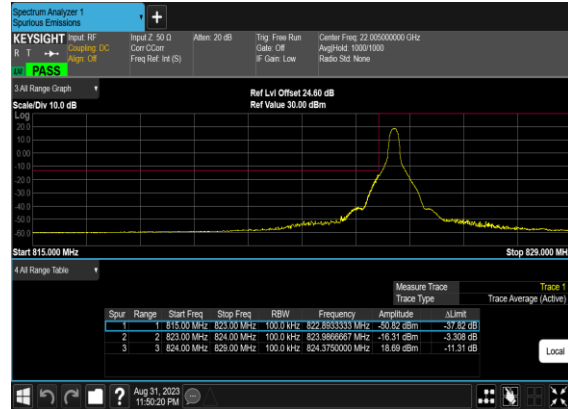 Spectrum Analyzer 1
Spurious Emissions
KEYSIGHT
R T
LXI PASS
Input: RF
Coupling: DC
Align: Off
Input Z: 50 Ω
Corr CCorr
Freq Ref: Int (S)
Atten: 20 dB
Trig: Free Run
Gate: Off
IF Gain: Low
Center Freq: 22.005000000 GHz
Avg|Hold: 1000/1000
Radio Std: None
3 All Range Graph
Scale/Div 10.0 dB
Ref Lvl Offset 24.60 dB
Ref Value 30.00 dBm
Log
20.0
10.0
0.00
-10.0
-20.0
-30.0
-40.0
-50.0
-60.0
Start 815.000 MHz
Stop 829.000 MH
4 All Range Table
Measure Trace Trace 1
Trace Type Trace Average (Active)
Spur Range Start Freq Stop Freq RBW Frequency Amplitude ΔLimit
1 1 815.00 MHz 823.00 MHz 100.0 kHz 822.8933333 MHz -50.82 dBm -37.82 dB
2 2 823.00 MHz 824.00 MHz 100.0 kHz 823.9866667 MHz -16.31 dBm -3.308 dB
3 3 824.00 MHz 829.00 MHz 100.0 kHz 824.3750000 MHz 18.69 dBm -11.31 dB
Local
?
Aug 31, 2023
11:50:20 PM